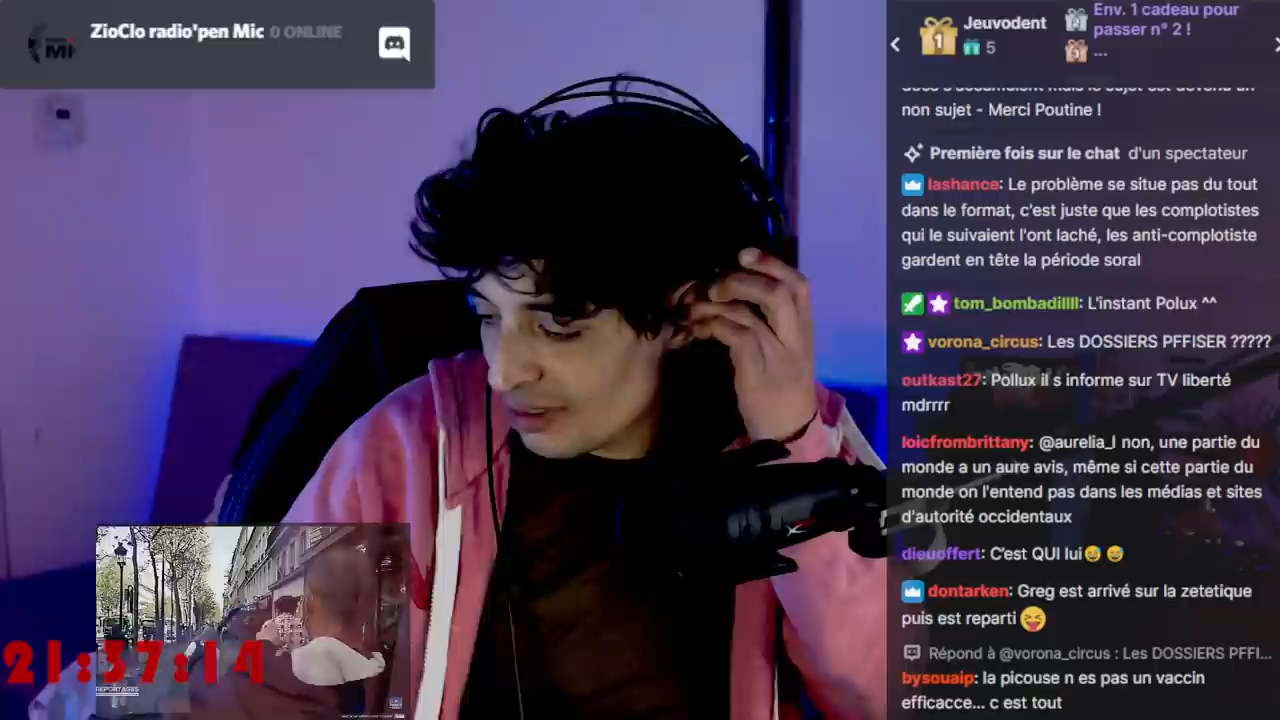 ZioClo radio'pen Mic 0 ONLINE
Jeuvodent
5
Env. 1 cadeau pour
passer n° 2 !
...
non sujet - Merci Poutine !
Première fois sur le chat d'un spectateur
lashance: Le problème se situe pas du tout
dans le format, c'est juste que les complotistes
qui le suivaient l'ont laché, les anti-complotiste
gardent en tête la période soral
tom_bombadillll: L'instant Polux ^^
vorona_circus: Les DOSSIERS PFFISER ?????
outkast27: Pollux il s informe sur TV liberté
mdrrrr
loicfrombrittany: @aurelia_l non, une partie du
monde a un aure avis, même si cette partie du
monde on l'entend pas dans les médias et sites
d'autorité occidentaux
dieuoffert: C'est QUI lui😅 😅
dontarken: Greg est arrivé sur la zetetique
puis est reparti 😝
Répond à @vorona_circus : Les DOSSIERS PFFI...
bysouaip: la picouse n es pas un vaccin
efficacce... c est tout
21:37:14
REPORTAGES